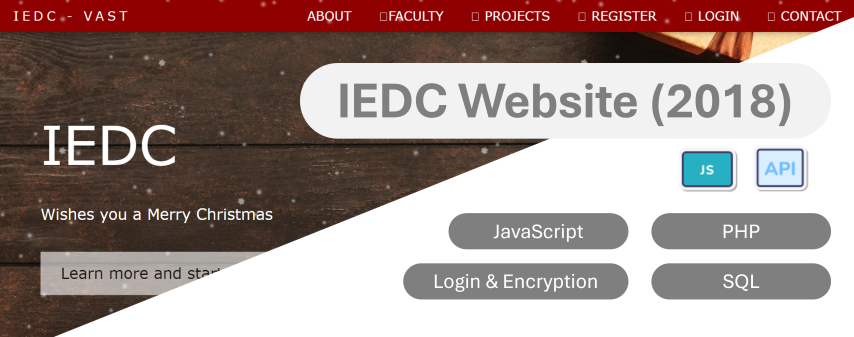 IEDC - VAST ABOUT FACULTY PROJECTS REGISTER LOGIN CONTACT
IEDC Website (2018)
IEDC
JS API
Wishes you a Merry Christmas
JavaScript PHP
Learn more and star
Login & Encryption SQL